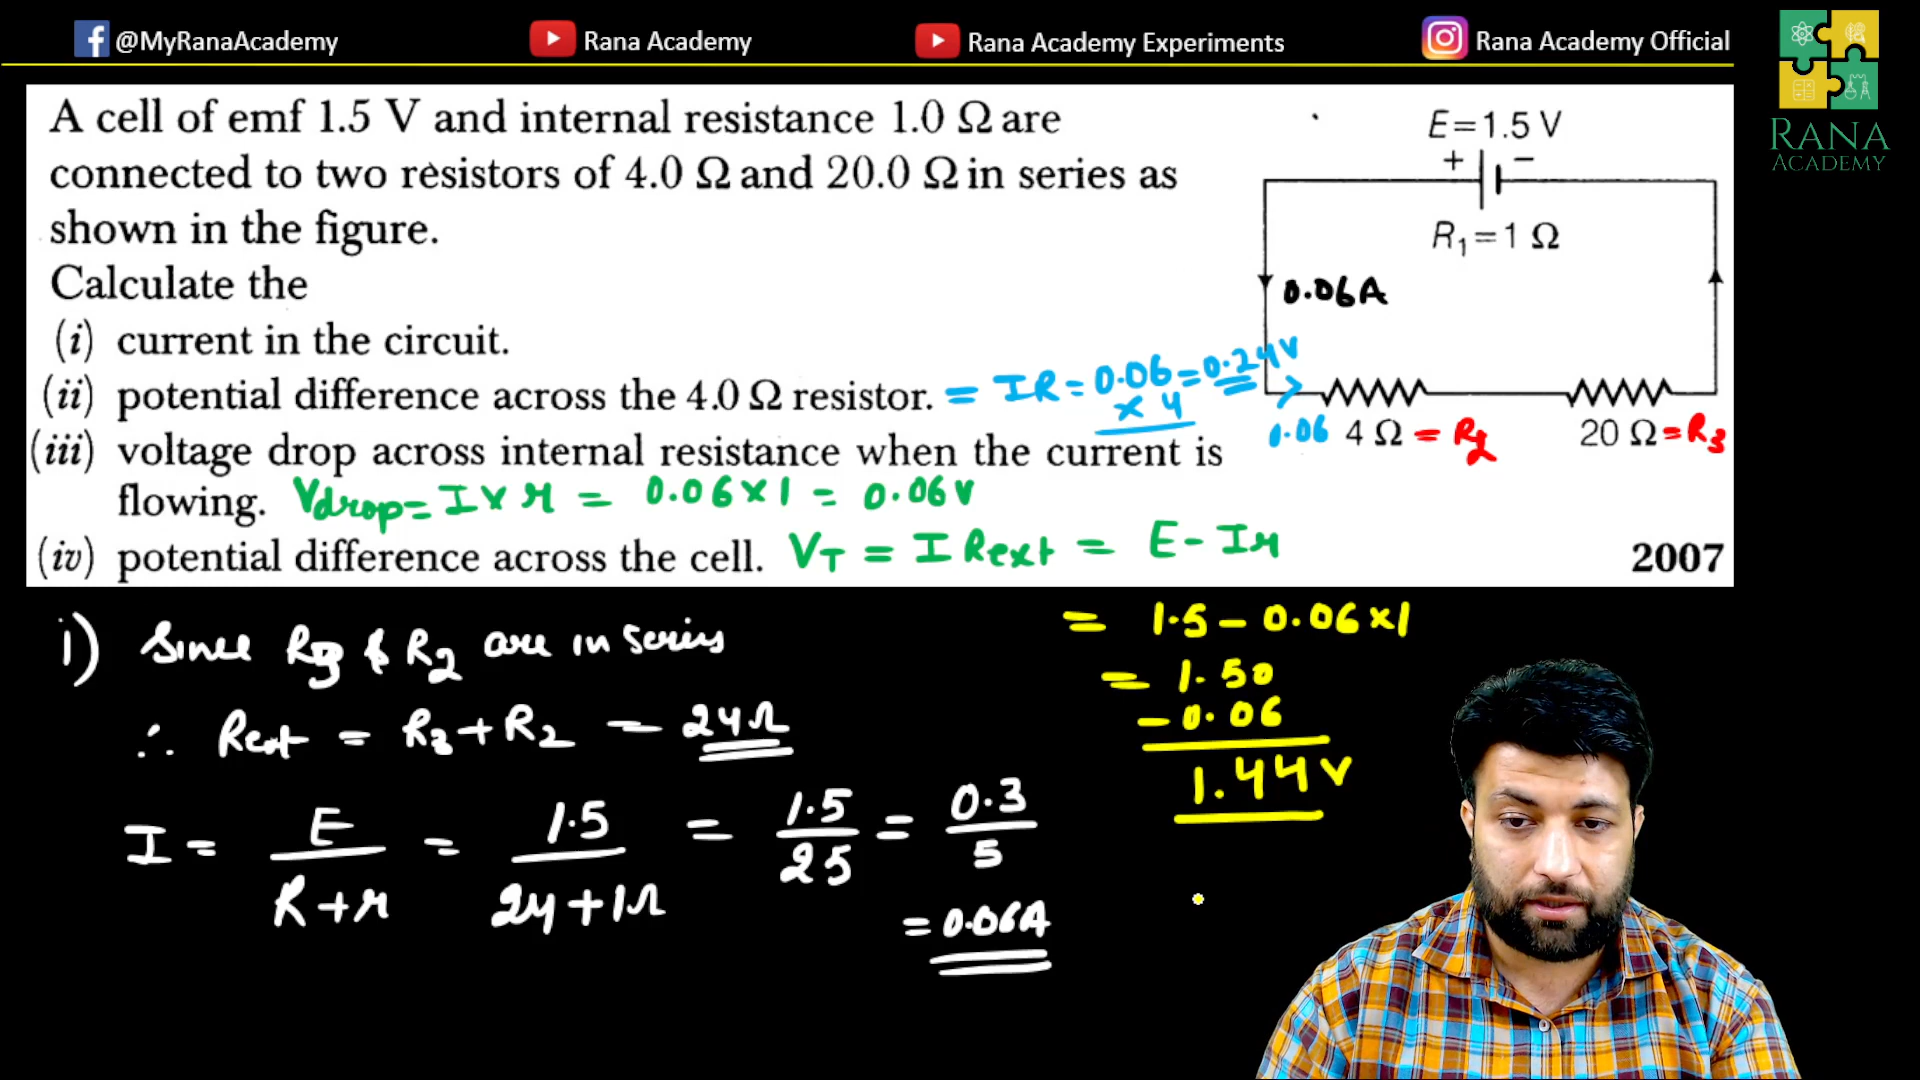 @MyRanaAcademy
Rana Academy
Rana Academy Experiments
Rana Academy Official
RANA
ACADEMY
A cell of emf 1.5 V and internal resistance 1.0 Ω are
connected to two resistors of 4.0 Ω and 20.0 Ω in series as
shown in the figure.
Calculate the
(i) current in the circuit.
(ii) potential difference across the 4.0 Ω resistor. = IR = 0.06 = 0.24V
× 4
(iii) voltage drop across internal resistance when the current is
flowing. Vdrop = I × r = 0.06 × 1 = 0.06 V
(iv) potential difference across the cell. VT = I Rext = E - Ir
2007
E=1.5 V
+ −
R₁=1 Ω
0.06A
0.06 4 Ω = R2
20 Ω = R3
i) Since R3 & R2 are in series
∴ Rext = R3 + R2 = 24Ω
I = E/R+r = 1.5/24+1Ω = 1.5/25 = 0.3/5
= 0.06A
= 1.5 - 0.06 × 1
= 1.50
- 0.06
1.44 V